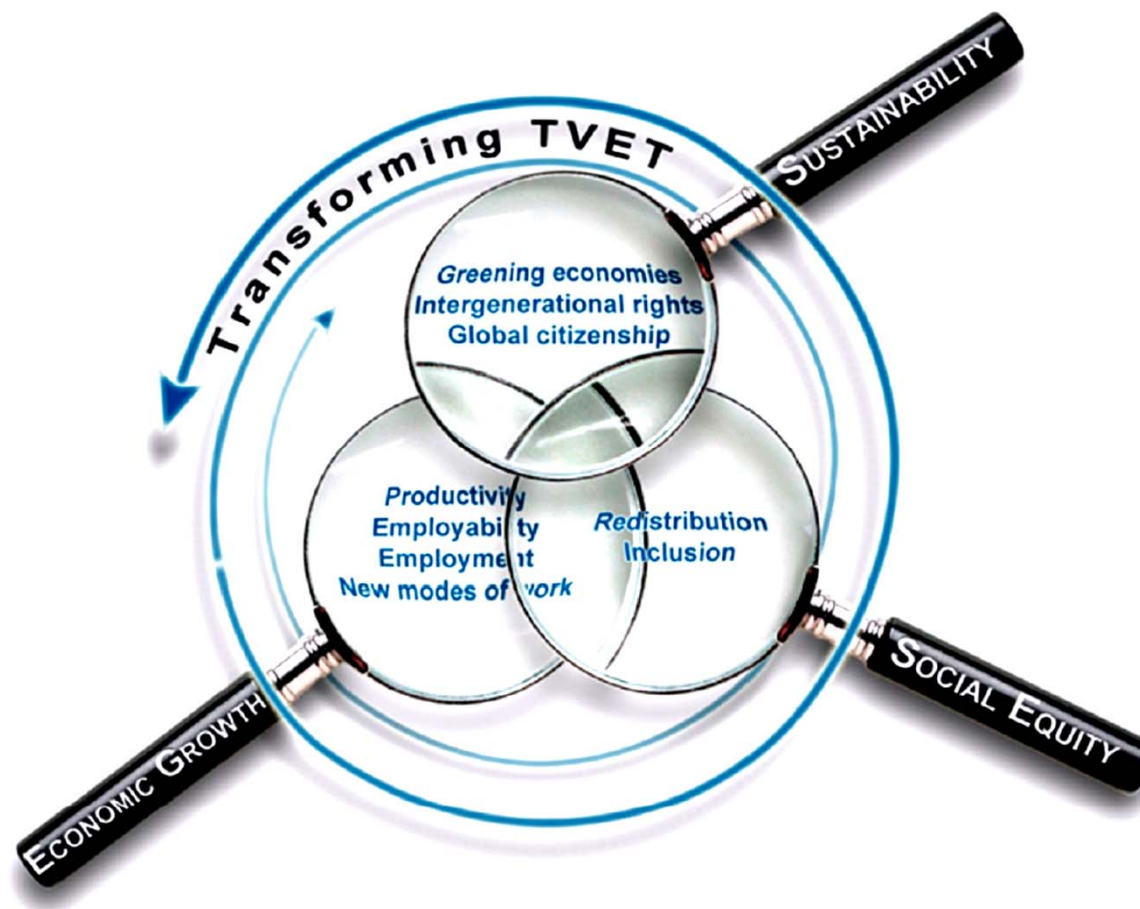 Transforming TVET
SUSTAINABILITY
Greening economies
Intergenerational rights
Global citizenship
Productivity
Employability
Employment
New modes of work
Redistribution
Inclusion
ECONOMIC GROWTH
SOCIAL EQUITY